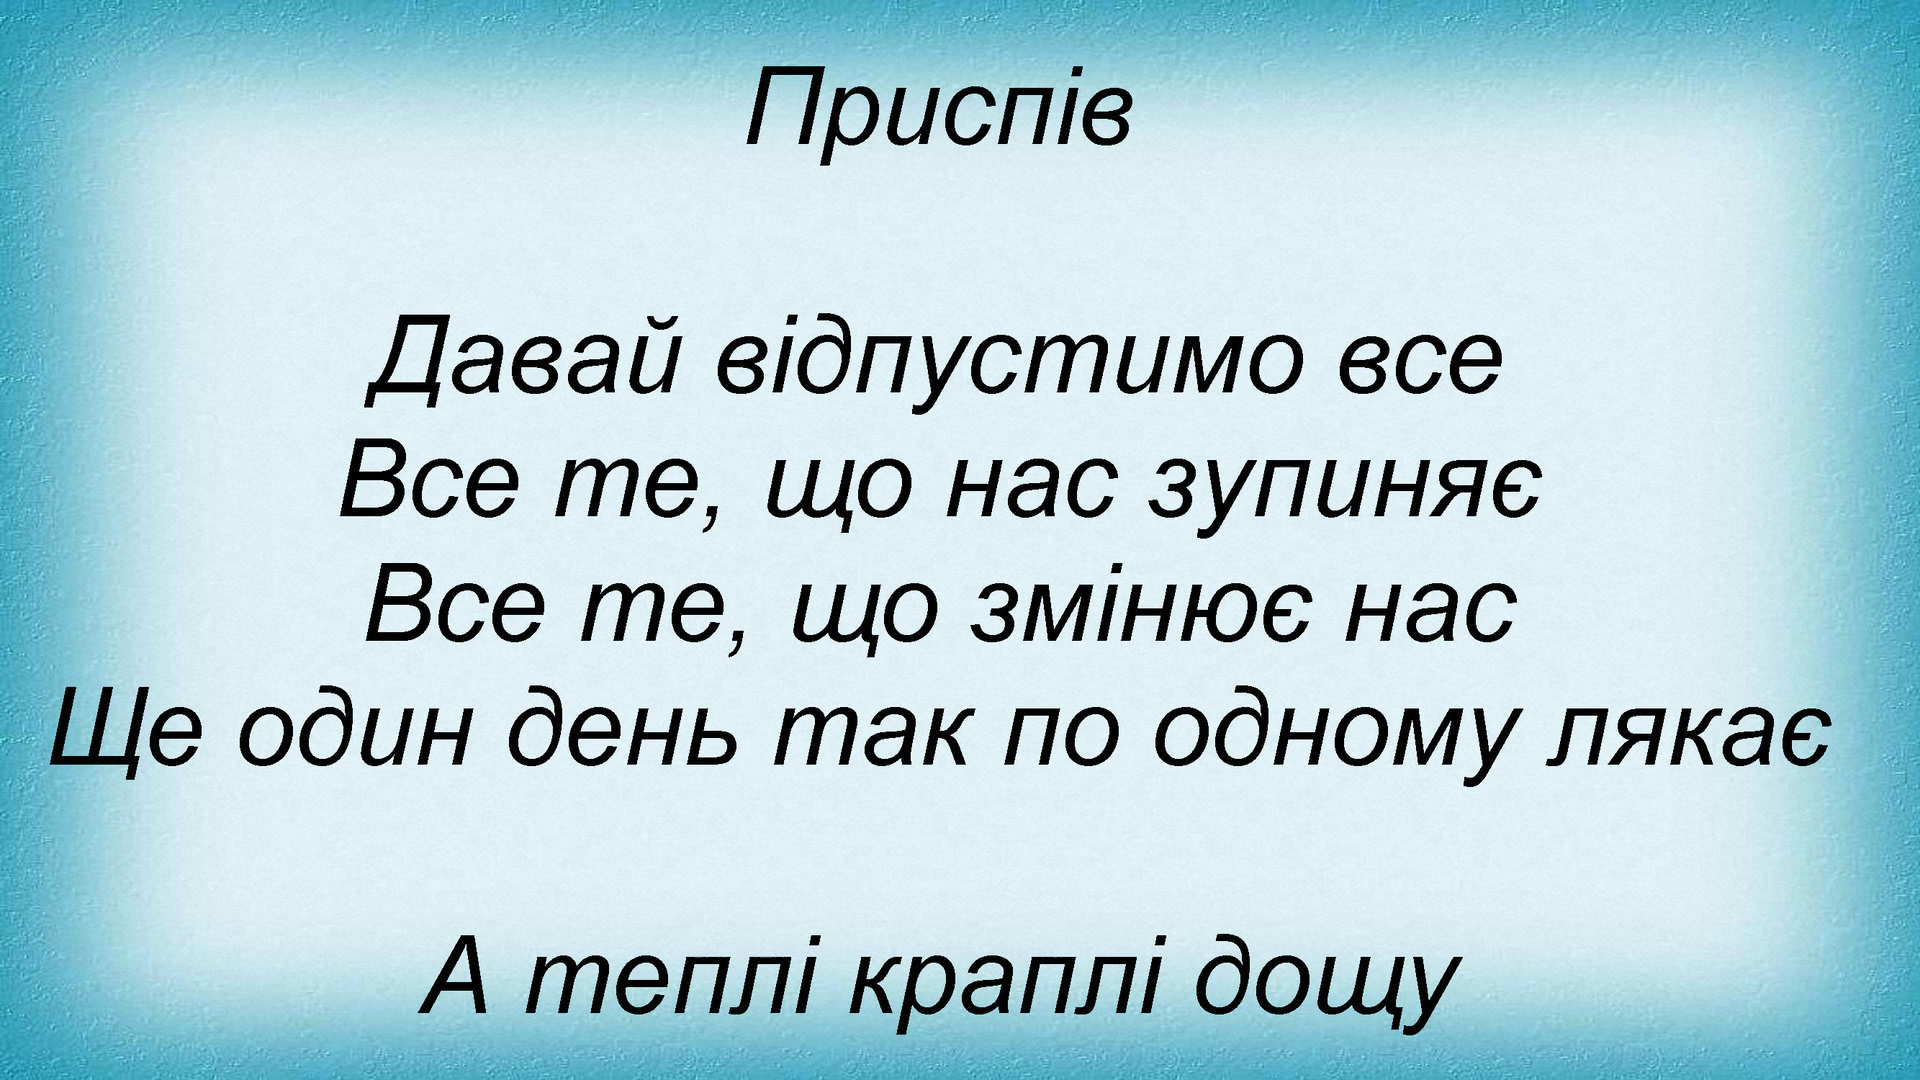 Приспів
Давай відпустимо все
Все те, що нас зупиняє
Все те, що змінює нас
Ще один день так по одному лякає
А теплі краплі дощу